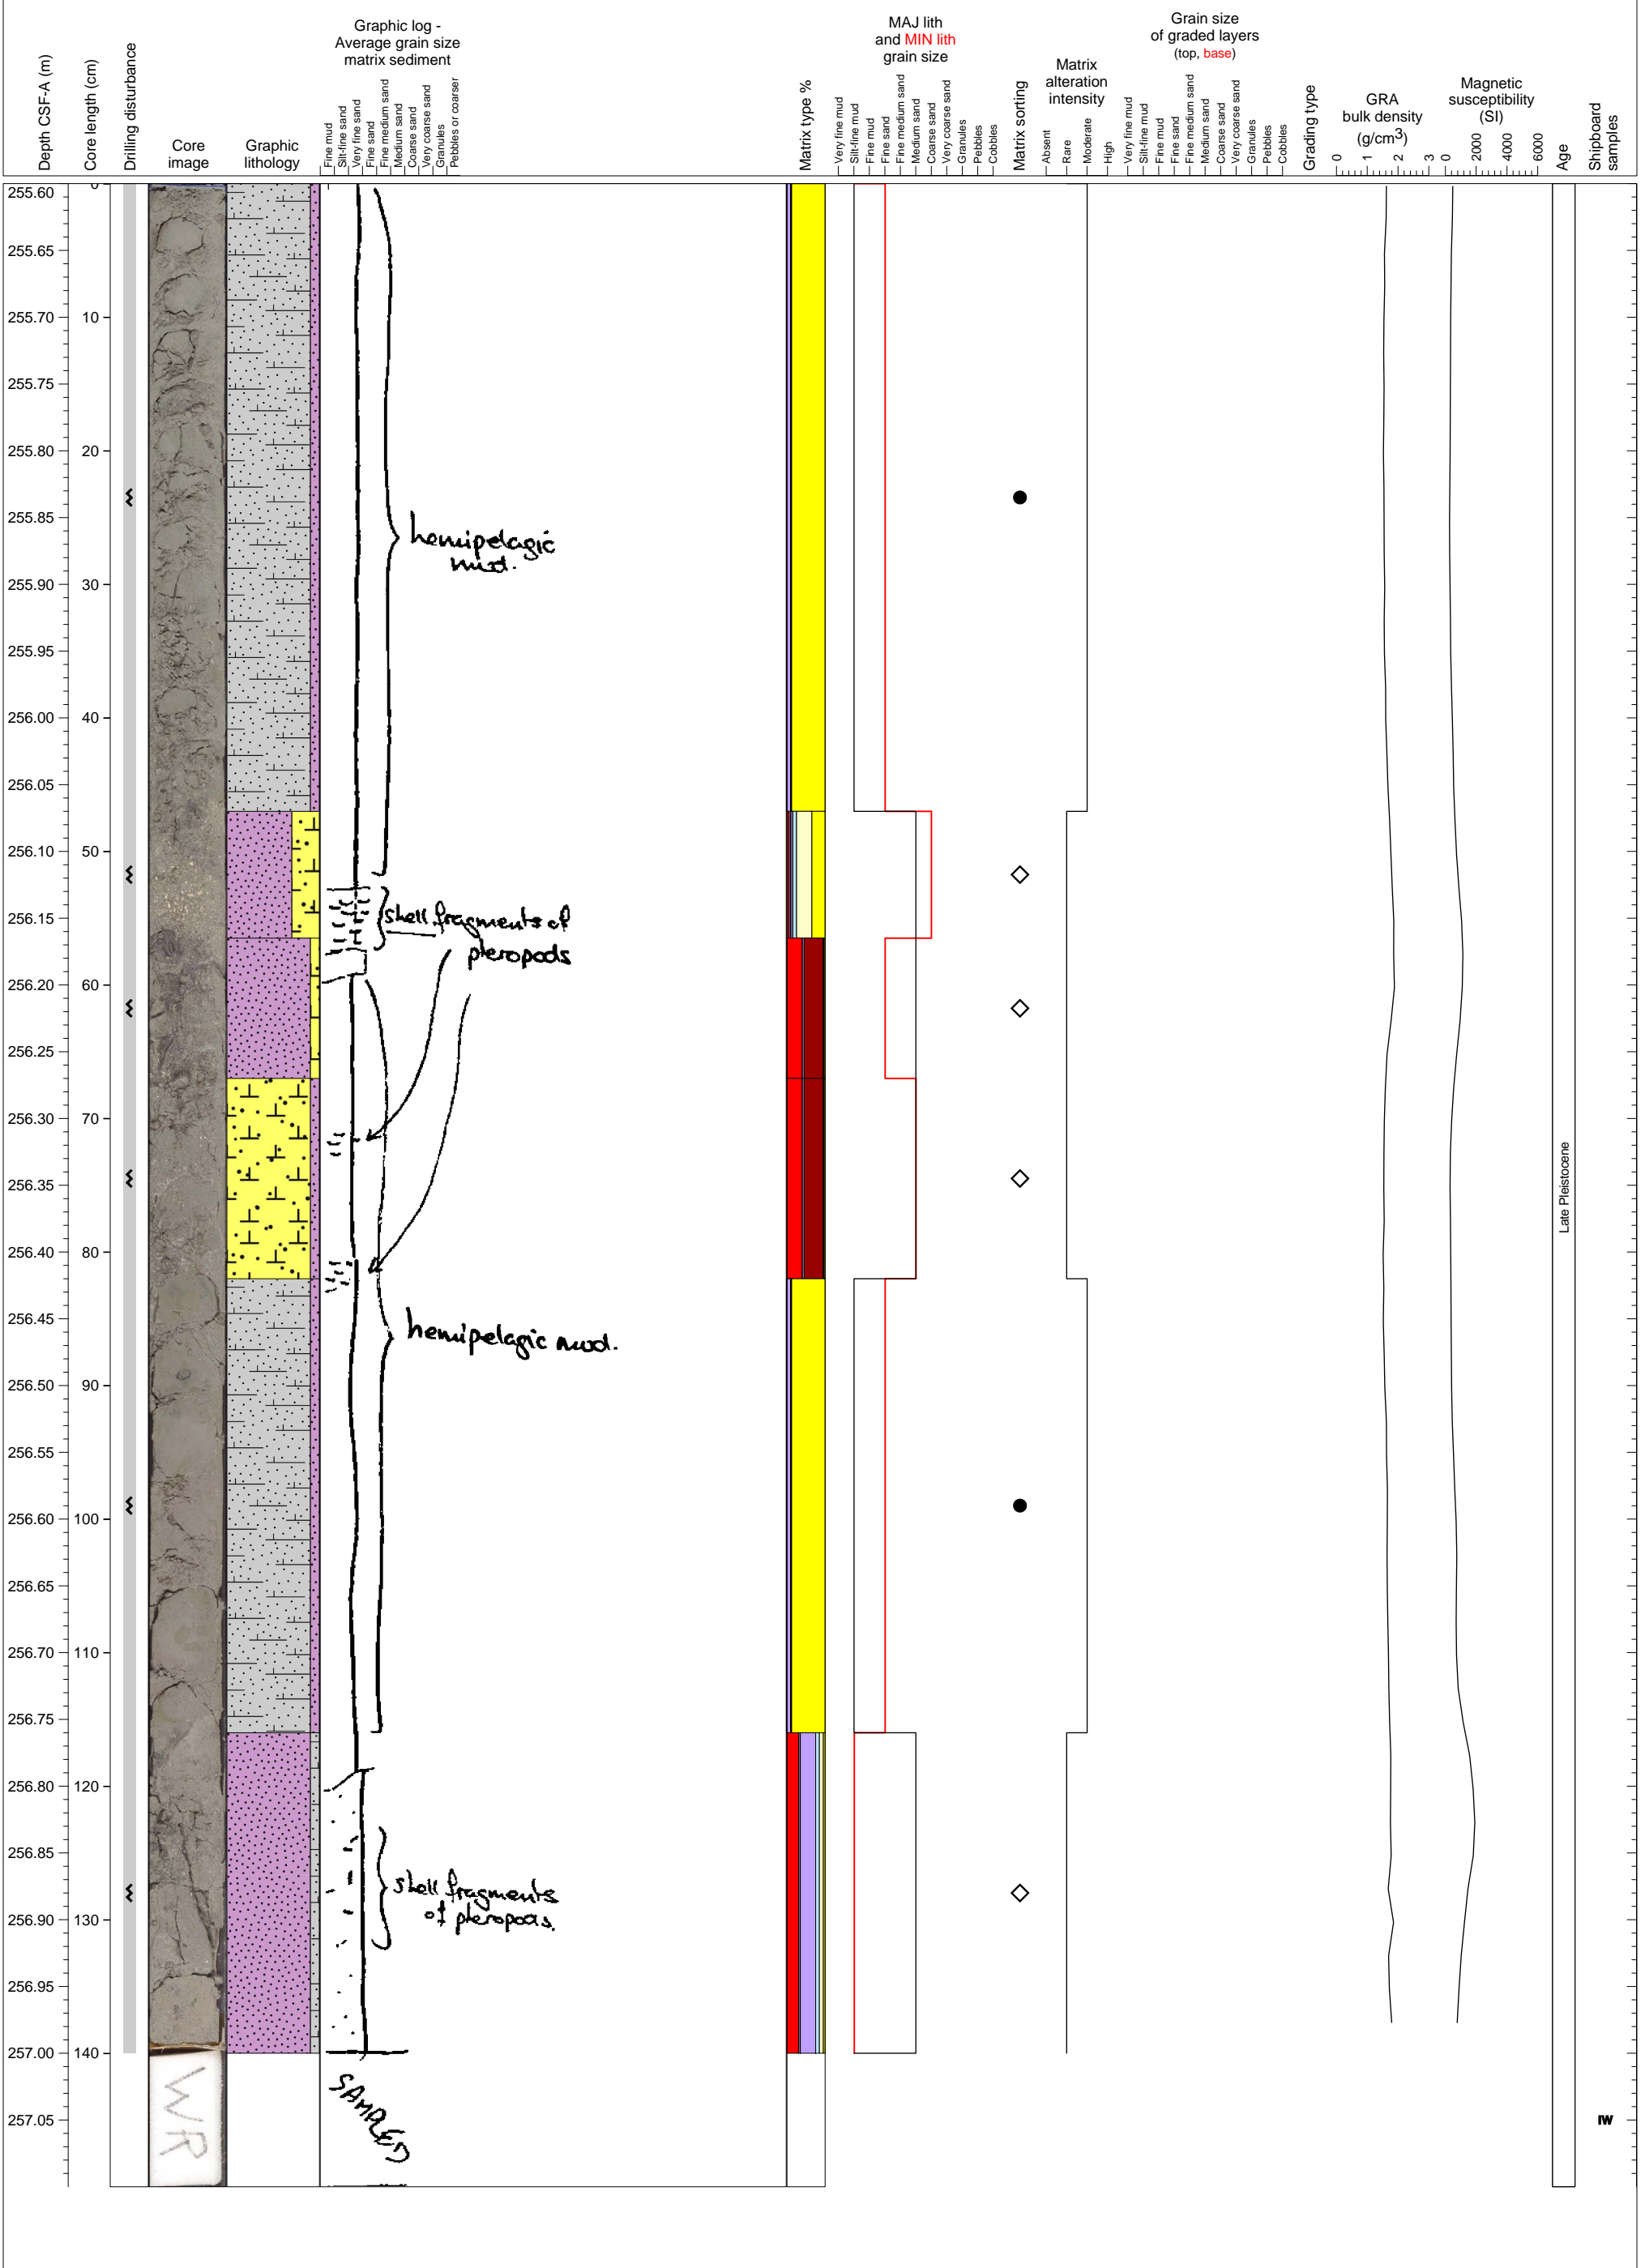 Depth CSF-A (m)
Core length (cm)
Drilling disturbance
Core
image
Graphic
lithology
Graphic log -
Average grain size
matrix sediment
Fine mud
Silt-fine sand
Very fine sand
Fine sand
Fine medium sand
Medium sand
Coarse sand
Very coarse sand
Granules
Pebbles or coarser
Matrix type %
MAJ lith
and MIN lith
grain size
Very fine mud
Silt-fine mud
Fine mud
Fine sand
Fine medium sand
Medium sand
Coarse sand
Very coarse sand
Granules
Pebbles
Cobbles
Matrix sorting
Matrix
alteration
intensity
Absent
Rare
Moderate
High
Grain size
of graded layers
(top, base)
Very fine mud
Silt-fine mud
Fine mud
Fine sand
Fine medium sand
Medium sand
Coarse sand
Very coarse sand
Granules
Pebbles
Cobbles
Grading type
GRA
bulk density
(g/cm3)
0 1 2 3
Magnetic
susceptibility
(SI)
0 2000 4000 6000
Age
Shipboard
samples
255.60
255.65
255.70
255.75
255.80
255.85
255.90
255.95
256.00
256.05
256.10
256.15
256.20
256.25
256.30
256.35
256.40
256.45
256.50
256.55
256.60
256.65
256.70
256.75
256.80
256.85
256.90
256.95
257.00
257.05
0
10
20
30
40
50
60
70
80
90
100
110
120
130
140
hemipelagic
mud.
shell fragments of
pteropods
hemipelagic mud.
shell fragments
of pteropods.
SAMPLED
WR
Late Pleistocene
IW